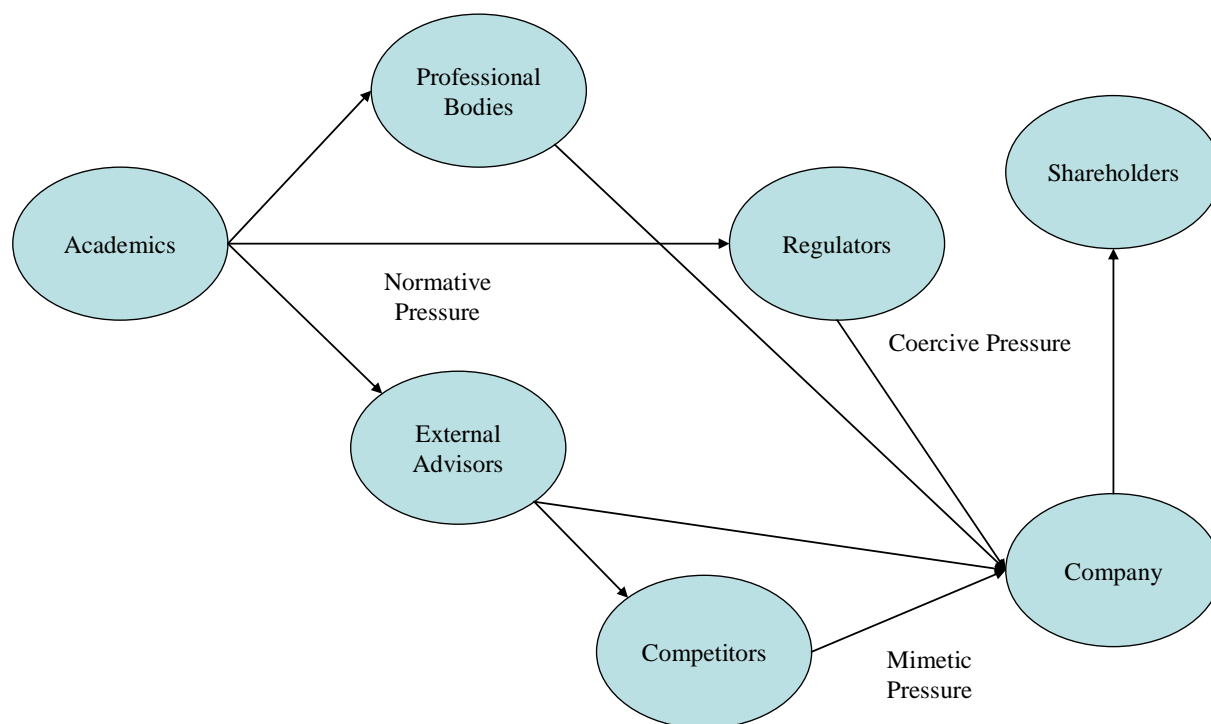 Professional
Bodies
Shareholders
Academics
Regulators
Normative
Pressure
Coercive Pressure
External
Advisors
Company
Competitors
Mimetic
Pressure